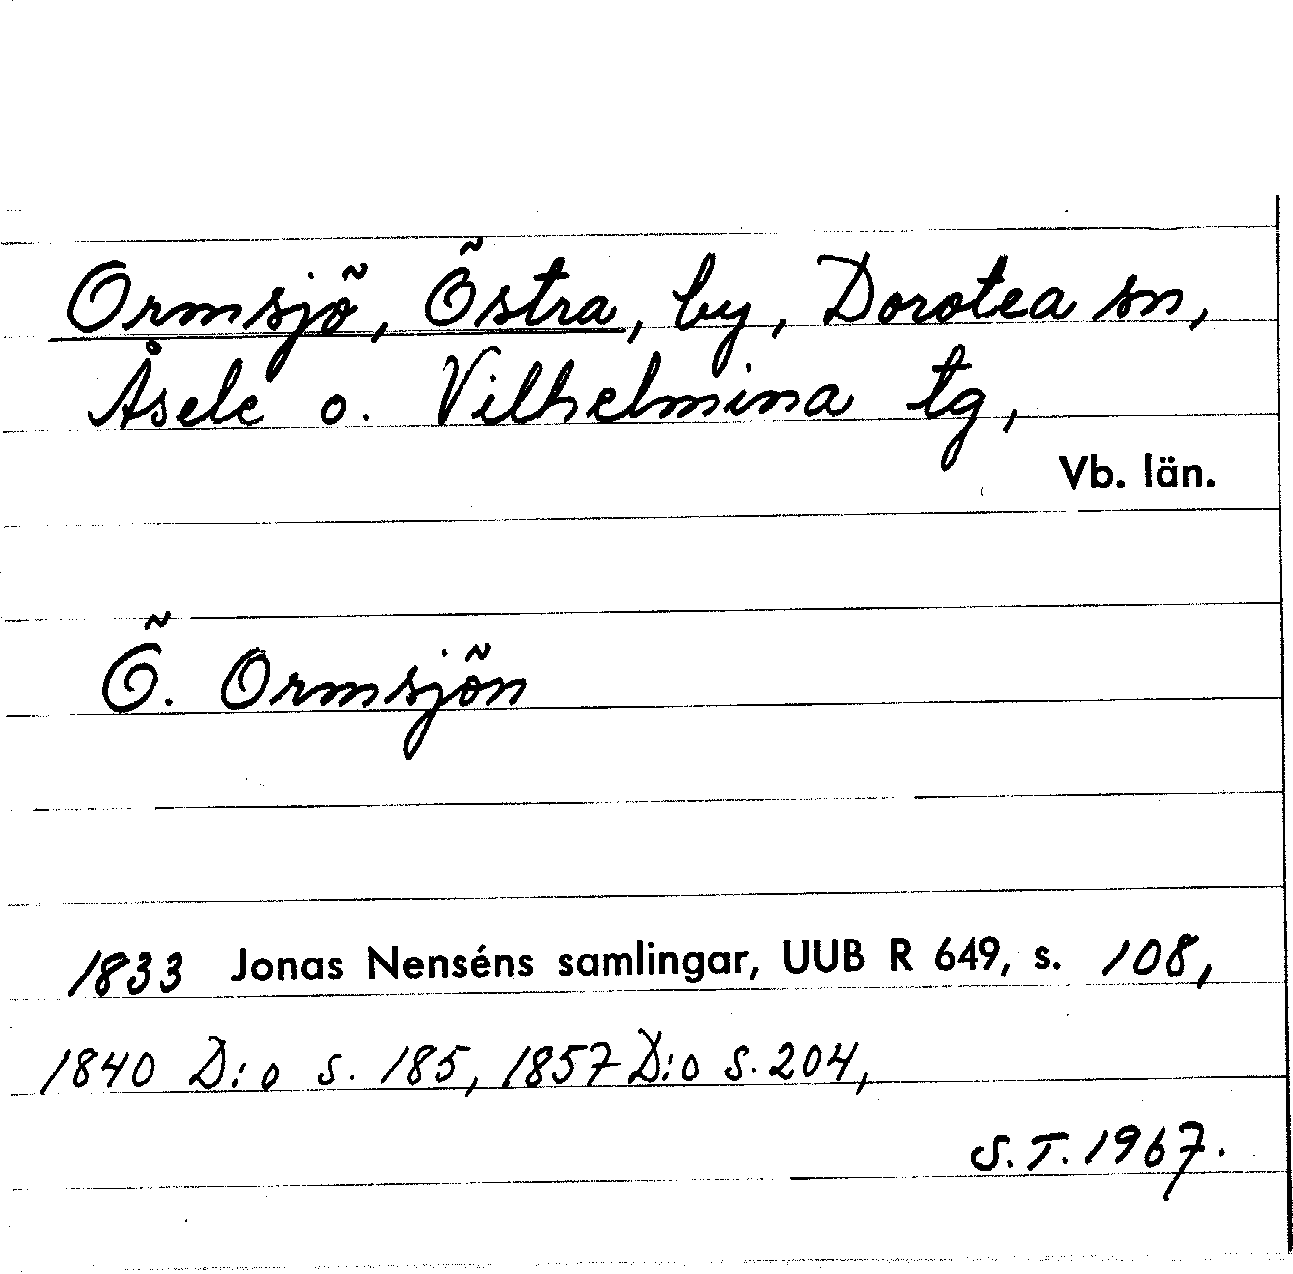 Ormsjö, Östra, by, Dorotea sn,
Åsele o. Vilhelmina tg,
Vb. län.
Ö. Ormsjön
1833 Jonas Nenséns samlingar, UUB R 649, s. 108,
1840 D:o s. 185, 1857 D:o s. 204,
S.T. 1967.